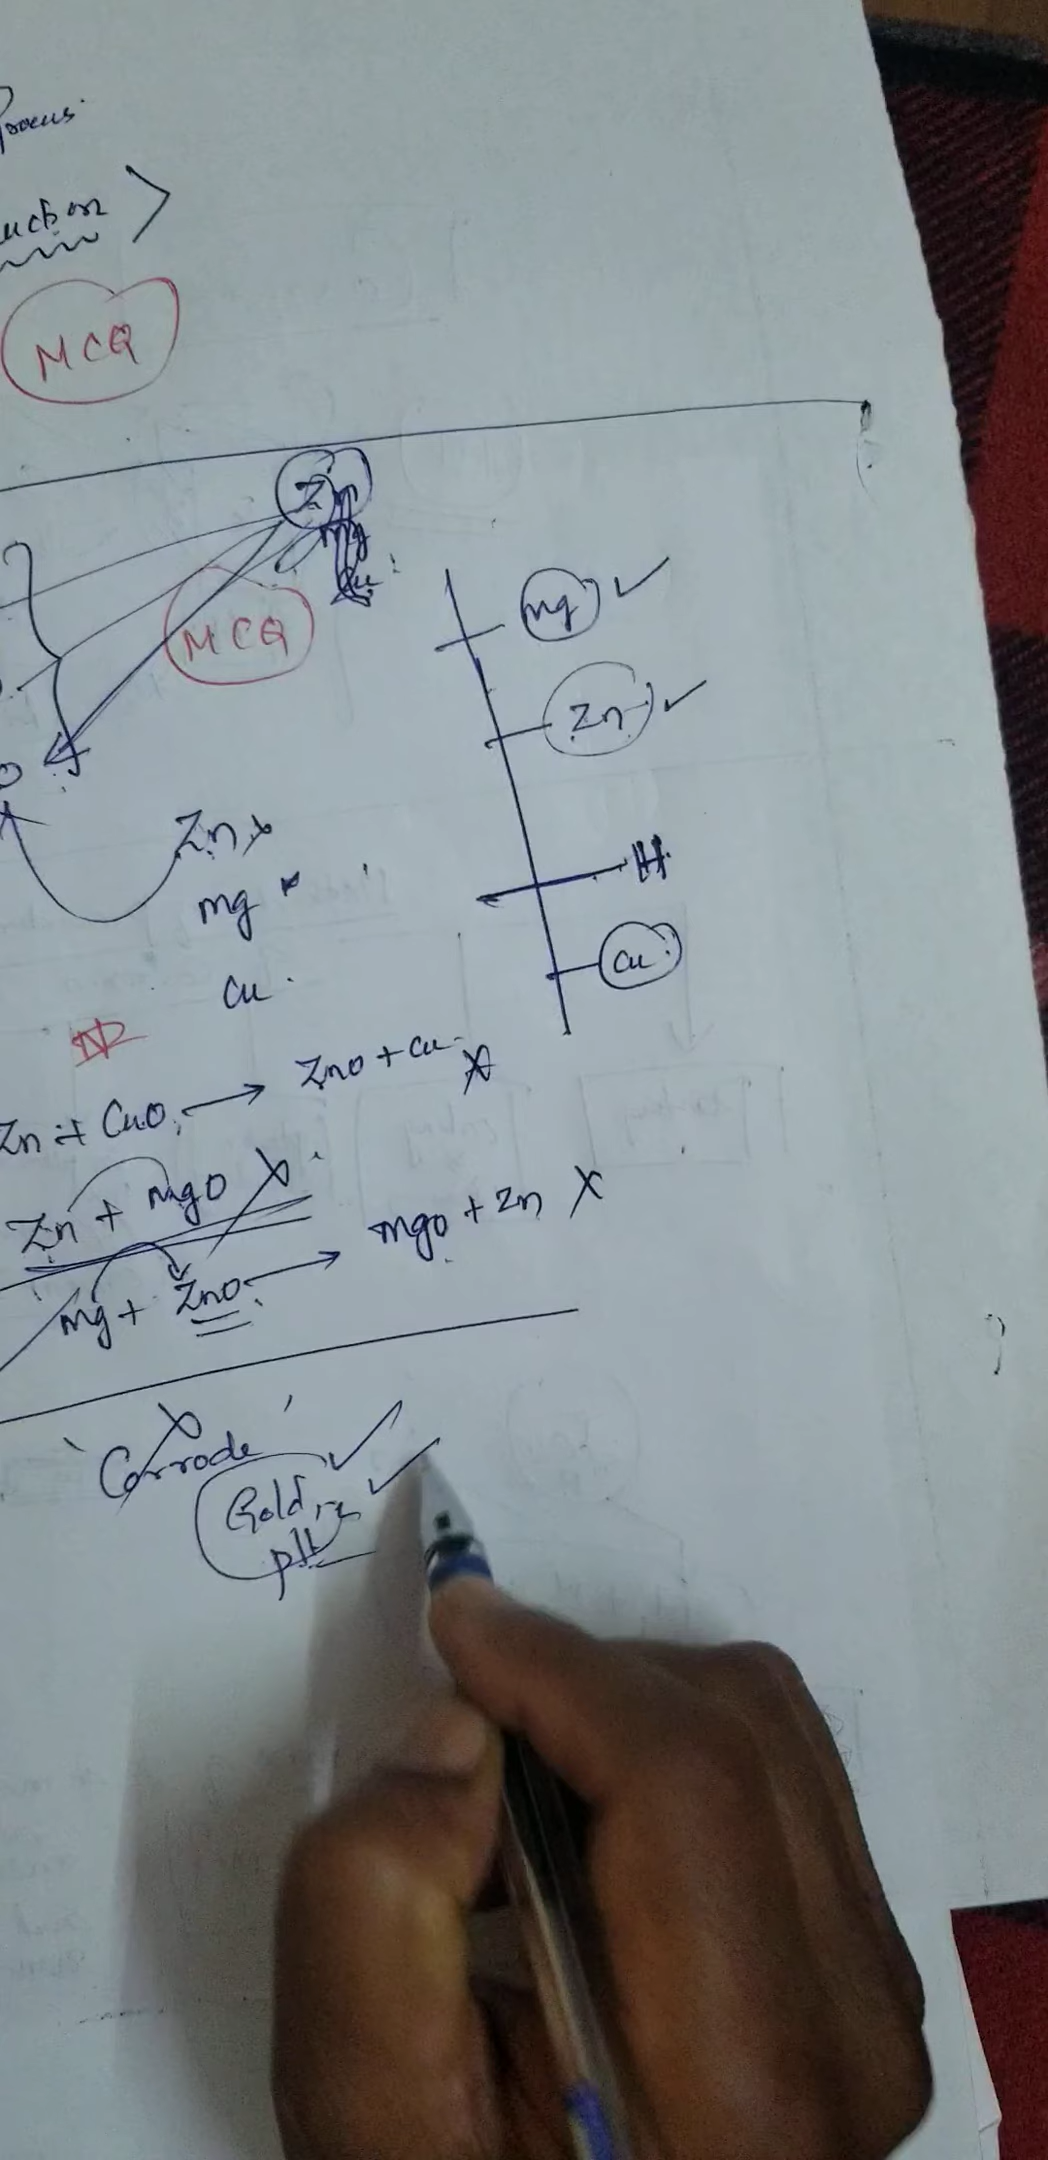 Process
uction
MCQ
Zn
mg
Cu
MCQ
mg
Zn
O
Zn
mg
H
Cu
Cu
Zn + CuO → ZnO + Cu
Zn + MgO
mg + ZnO → mgo + Zn
'Corrode'
Gold,
plt